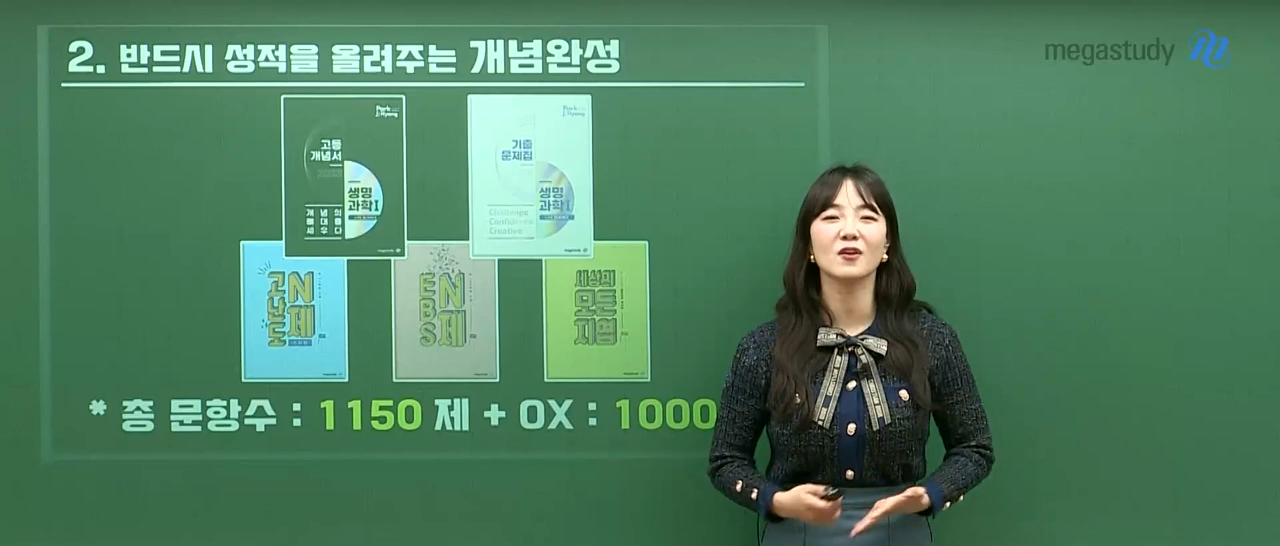 2. 반드시 성적을 올려주는 개념완성
megastudy
Park
Ji Hyang
고등
개념서
생명
과학I
개념의
뼈대를
세우다
기출
문제집
생명
과학I
Challenge
Confidence
Creative
고난도 N제
EBS N제
세상의
모든
지형
* 총 문항수 : 1150 제 + OX : 1000